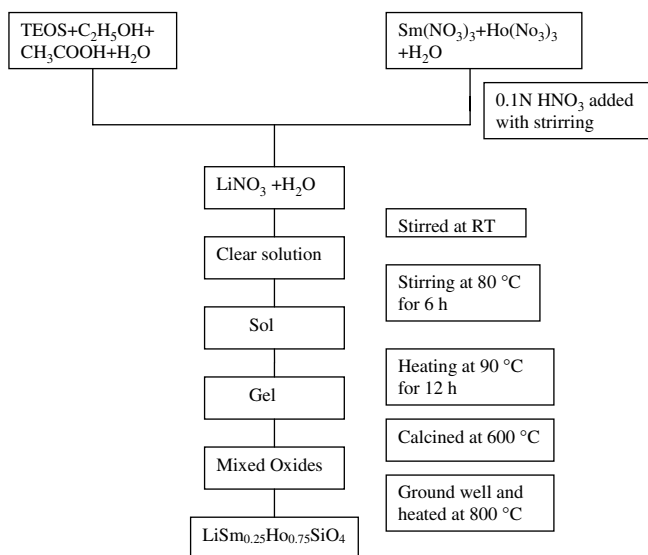 TEOS+C₂H₅OH+
CH₃COOH+H₂O
Sm(NO₃)₃+Ho(No₃)₃
+H₂O
0.1N HNO₃ added
with strirring
LiNO₃ +H₂O
Stirred at RT
Clear solution
Stirring at 80 °C
for 6 h
Sol
Heating at 90 °C
for 12 h
Gel
Calcined at 600 °C
Mixed Oxides
Ground well and
heated at 800 °C
LiSm₀.₂₅Ho₀.₇₅SiO₄